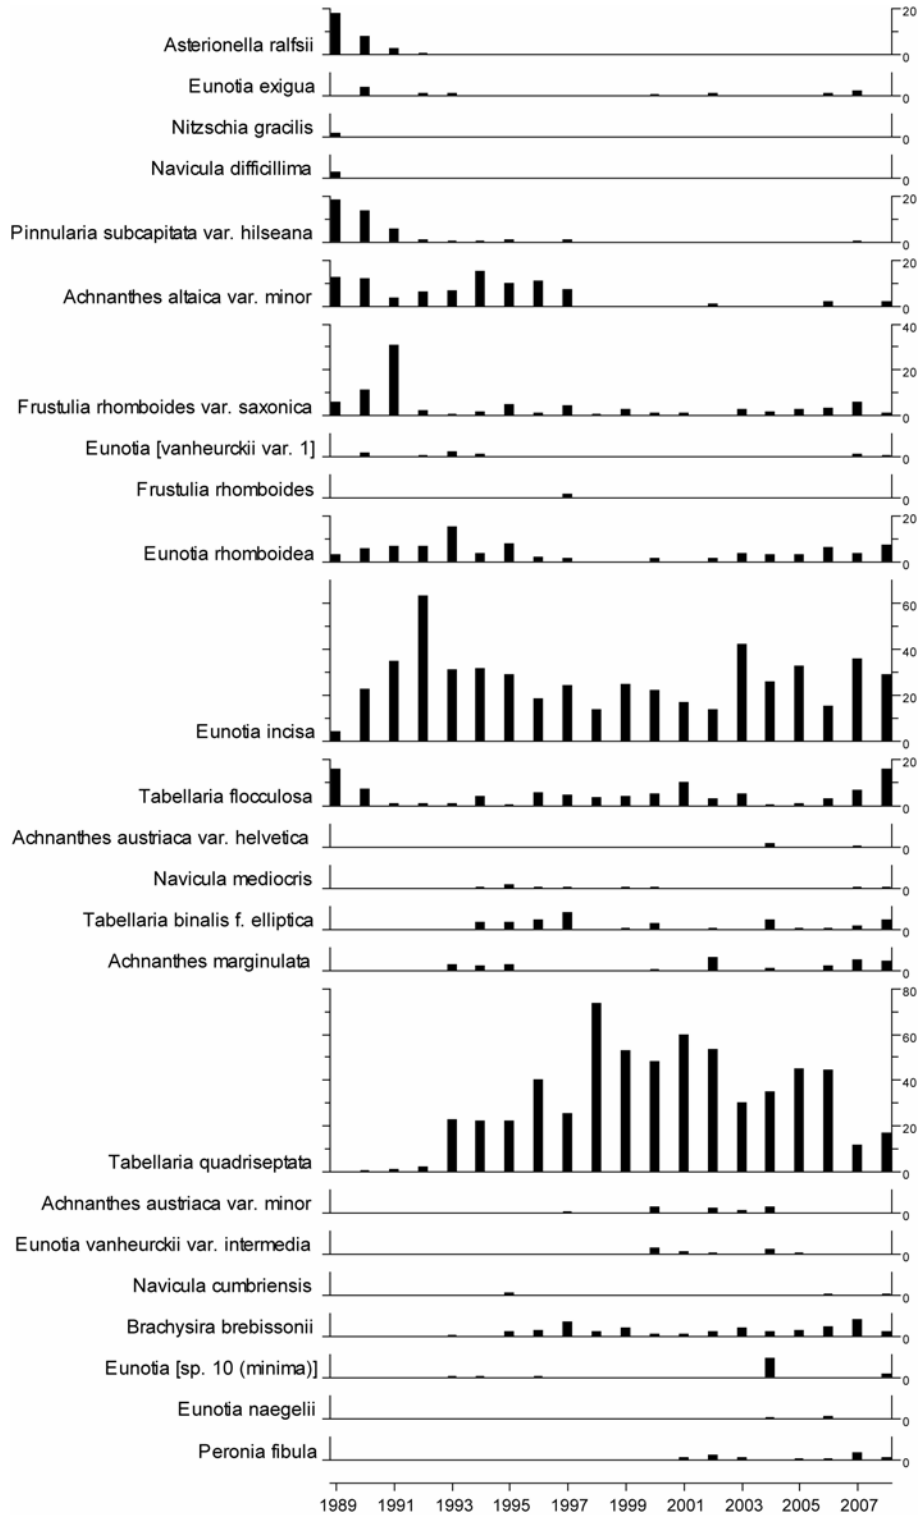 20
Asterionella ralfsii
0
Eunotia exigua
0
Nitzschia gracilis
0
Navicula difficillima
0
20
Pinnularia subcapitata var. hilseana
0
20
Achnanthes altaica var. minor
0
40
20
Frustulia rhomboides var. saxonica
0
Eunotia [vanheurckii var. 1]
0
Frustulia rhomboides
0
20
Eunotia rhomboidea
0
60
40
20
Eunotia incisa
0
20
Tabellaria flocculosa
0
Achnanthes austriaca var. helvetica
0
Navicula mediocris
0
Tabellaria binalis f. elliptica
0
Achnanthes marginulata
0
80
60
40
20
Tabellaria quadriseptata
0
Achnanthes austriaca var. minor
0
Eunotia vanheurckii var. intermedia
0
Navicula cumbriensis
0
Brachysira brebissonii
0
Eunotia [sp. 10 (minima)]
0
Eunotia naegelii
0
Peronia fibula
0
1989 1991 1993 1995 1997 1999 2001 2003 2005 2007